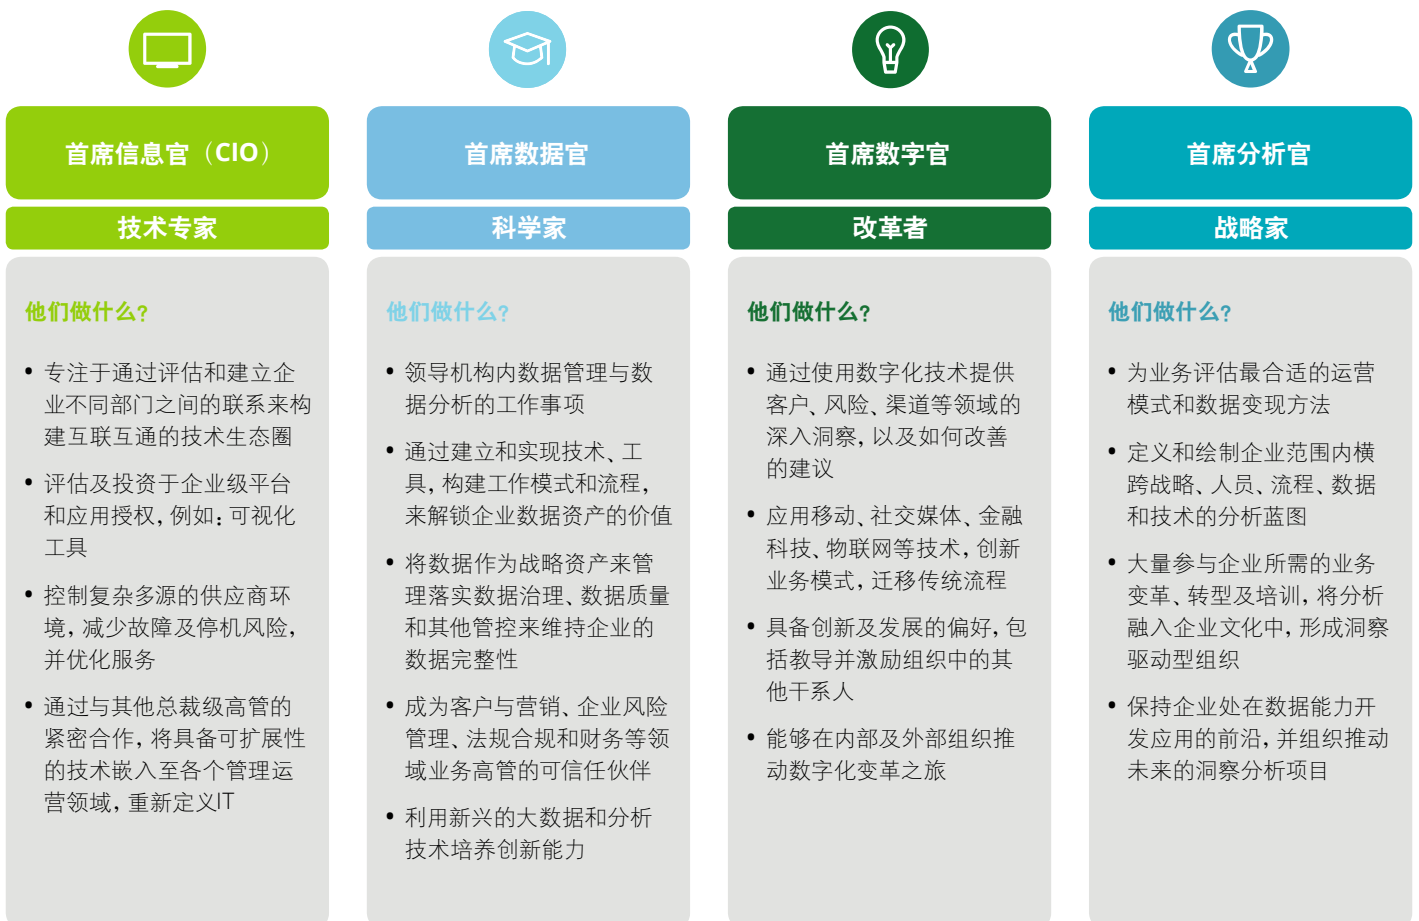 首席信息官（CIO）
技术专家
他们做什么?
• 专注于通过评估和建立企
业不同部门之间的联系来构
建互联互通的技术生态圈
• 评估及投资于企业级平台
和应用授权，例如：可视化
工具
• 控制复杂多源的供应商环
境，减少故障及停机风险，
并优化服务
• 通过与其他总裁级高管的
紧密合作，将具备可扩展性
的技术嵌入至各个管理运
营领域，重新定义IT
首席数据官
科学家
他们做什么?
• 领导机构内数据管理与数
据分析的工作事项
• 通过建立和实现技术、工
具，构建工作模式和流程，
来解锁企业数据资产的价值
• 将数据作为战略资产来管
理落实数据治理、数据质量
和其他管控来维持企业的
数据完整性
• 成为客户与营销、企业风险
管理、法规合规和财务等领
域业务高管的可信任伙伴
• 利用新兴的大数据和分析
技术培养创新能力
首席数字官
改革者
他们做什么?
• 通过使用数字化技术提供
客户、风险、渠道等领域的
深入洞察，以及如何改善
的建议
• 应用移动、社交媒体、金融
科技、物联网等技术，创新
业务模式，迁移传统流程
• 具备创新及发展的偏好，包
括教导并激励组织中的其
他干系人
• 能够在内部及外部组织推
动数字化变革之旅
首席分析官
战略家
他们做什么?
• 为业务评估最合适的运营
模式和数据变现方法
• 定义和绘制企业范围内横
跨战略、人员、流程、数据
和技术的分析蓝图
• 大量参与企业所需的业务
变革、转型及培训，将分析
融入企业文化中，形成洞察
驱动型组织
• 保持企业处在数据能力开
发应用的前沿，并组织推动
未来的洞察分析项目